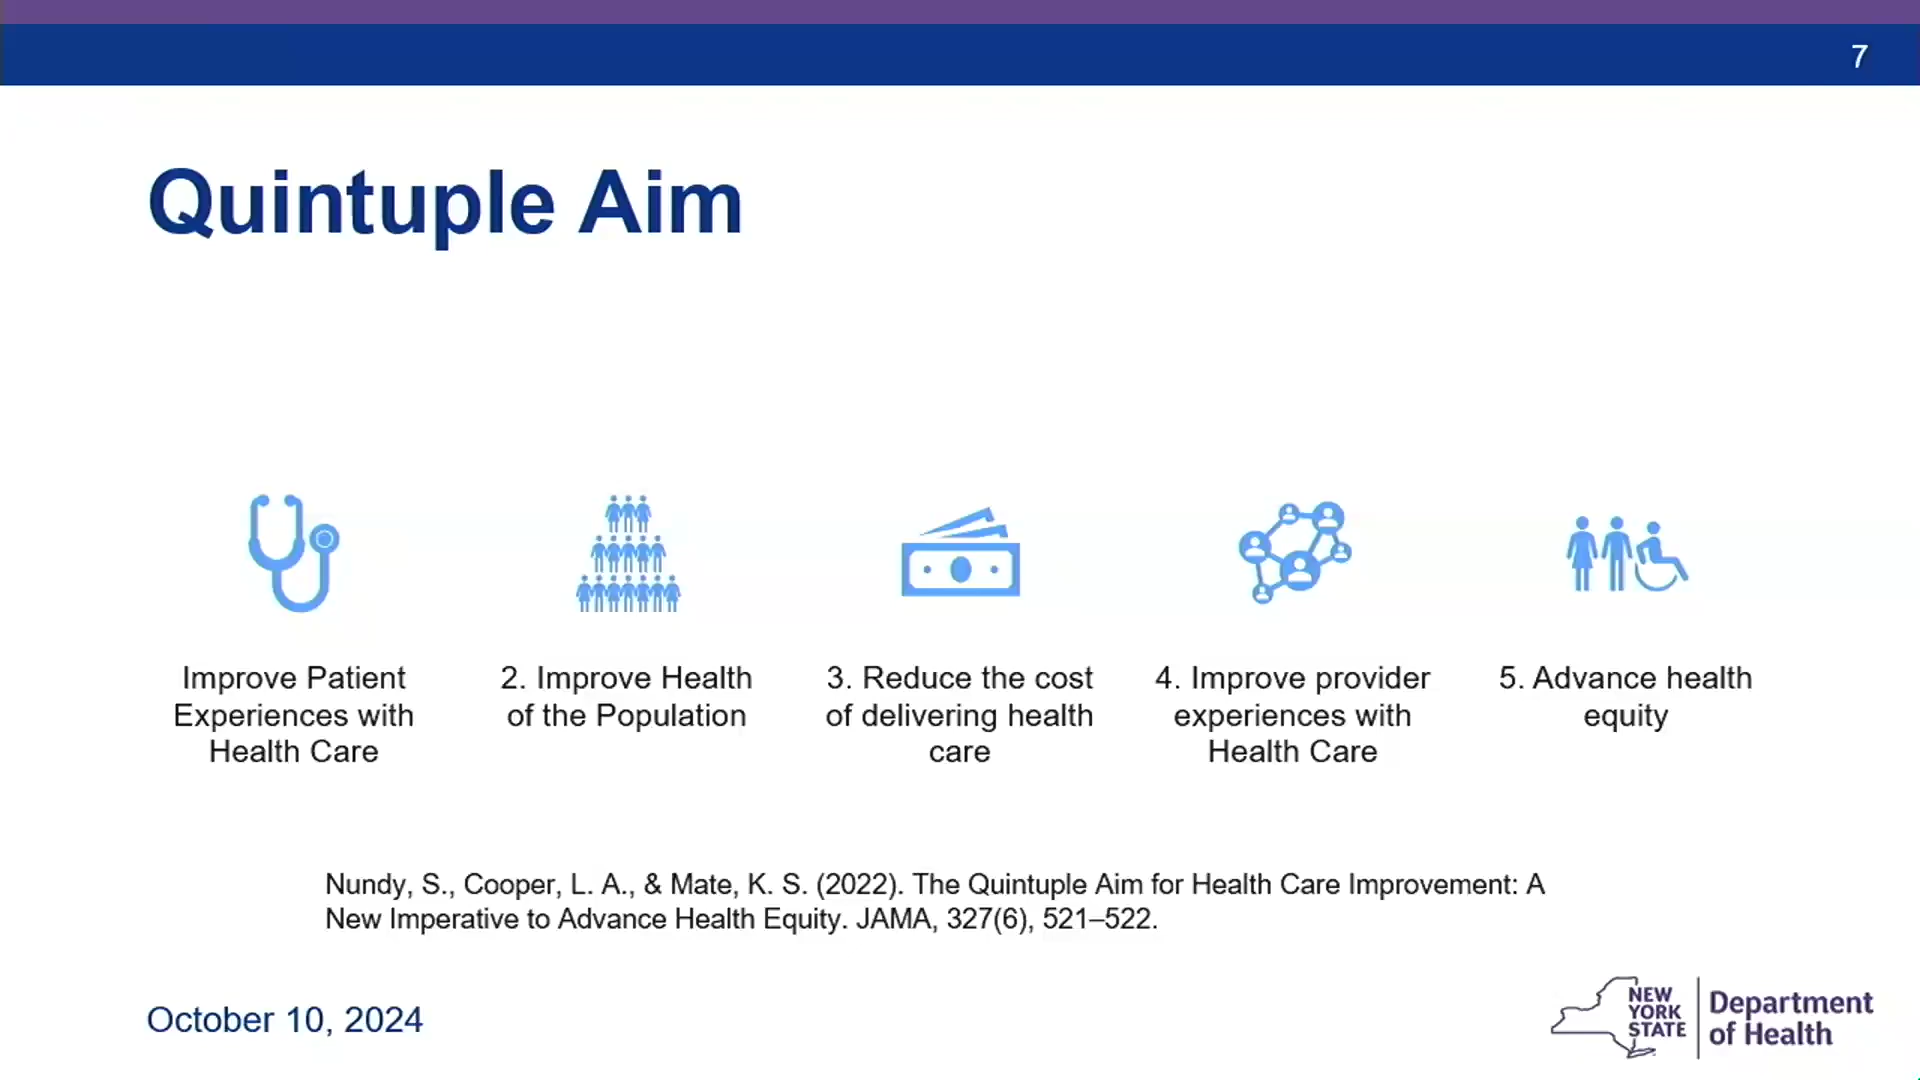 7
Quintuple Aim
Improve Patient
Experiences with
Health Care
2. Improve Health
of the Population
3. Reduce the cost
of delivering health
care
4. Improve provider
experiences with
Health Care
5. Advance health
equity
Nundy, S., Cooper, L. A., & Mate, K. S. (2022). The Quintuple Aim for Health Care Improvement: A
New Imperative to Advance Health Equity. JAMA, 327(6), 521–522.
October 10, 2024
NEW
YORK
STATE
Department
of Health